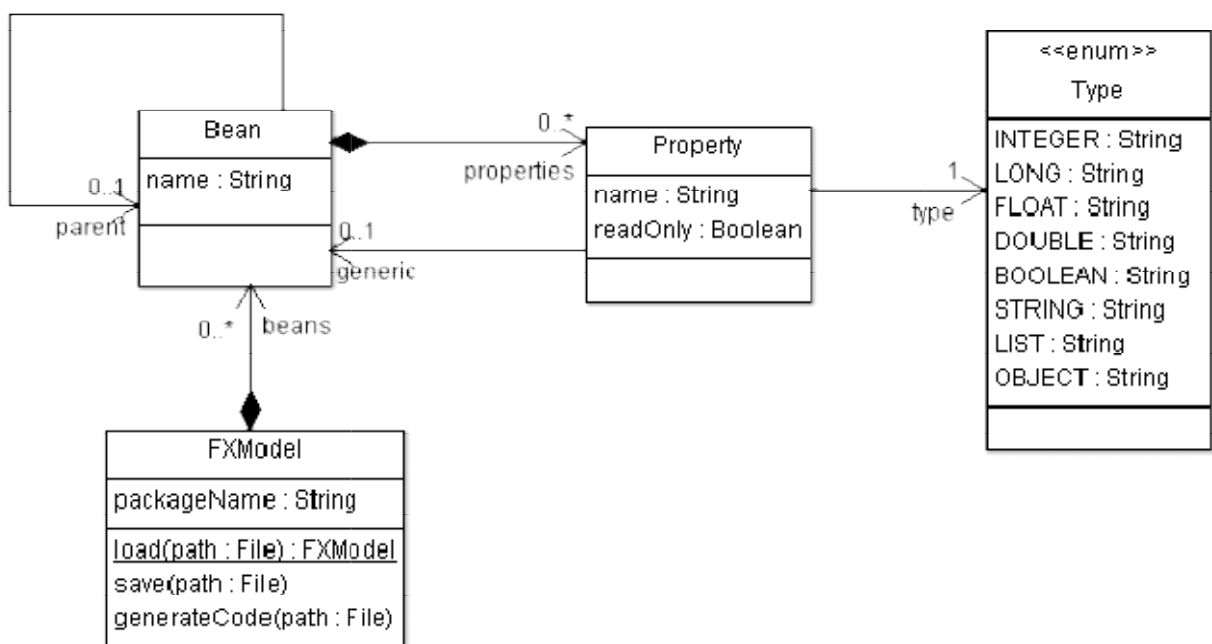 <<enum>>
Type
INTEGER : String
LONG : String
FLOAT : String
DOUBLE : String
BOOLEAN : String
STRING : String
LIST : String
OBJECT : String
Bean
name : String
0..1
parent
0..*
properties
Property
name : String
readOnly : Boolean
1
type
0..1
generic
0..*
beans
FXModel
packageName : String
load(path : File) : FXModel
save(path : File)
generateCode(path : File)